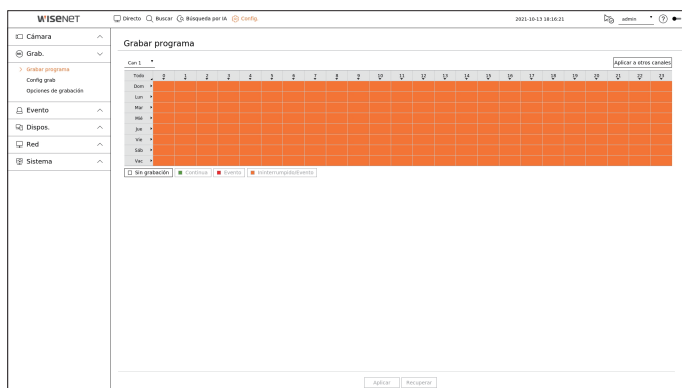 WISENET
Directo Buscar Búsqueda por IA Config.
2021-10-13 18:16:21
admin
Cámara
Grab.
Grabar programa
Config grab
Opciones de grabación
Evento
Dispos.
Red
Sistema
Grabar programa
Can 1
Aplicar a otros canales
Todo 0 1 2 3 4 5 6 7 8 9 10 11 12 13 14 15 16 17 18 19 20 21 22 23
Dom
Lun
Mar
Mié
Jue
Vie
Sáb
Vac
Sin grabación Continua Evento Ininterrumpido/Evento
Aplicar Recuperar